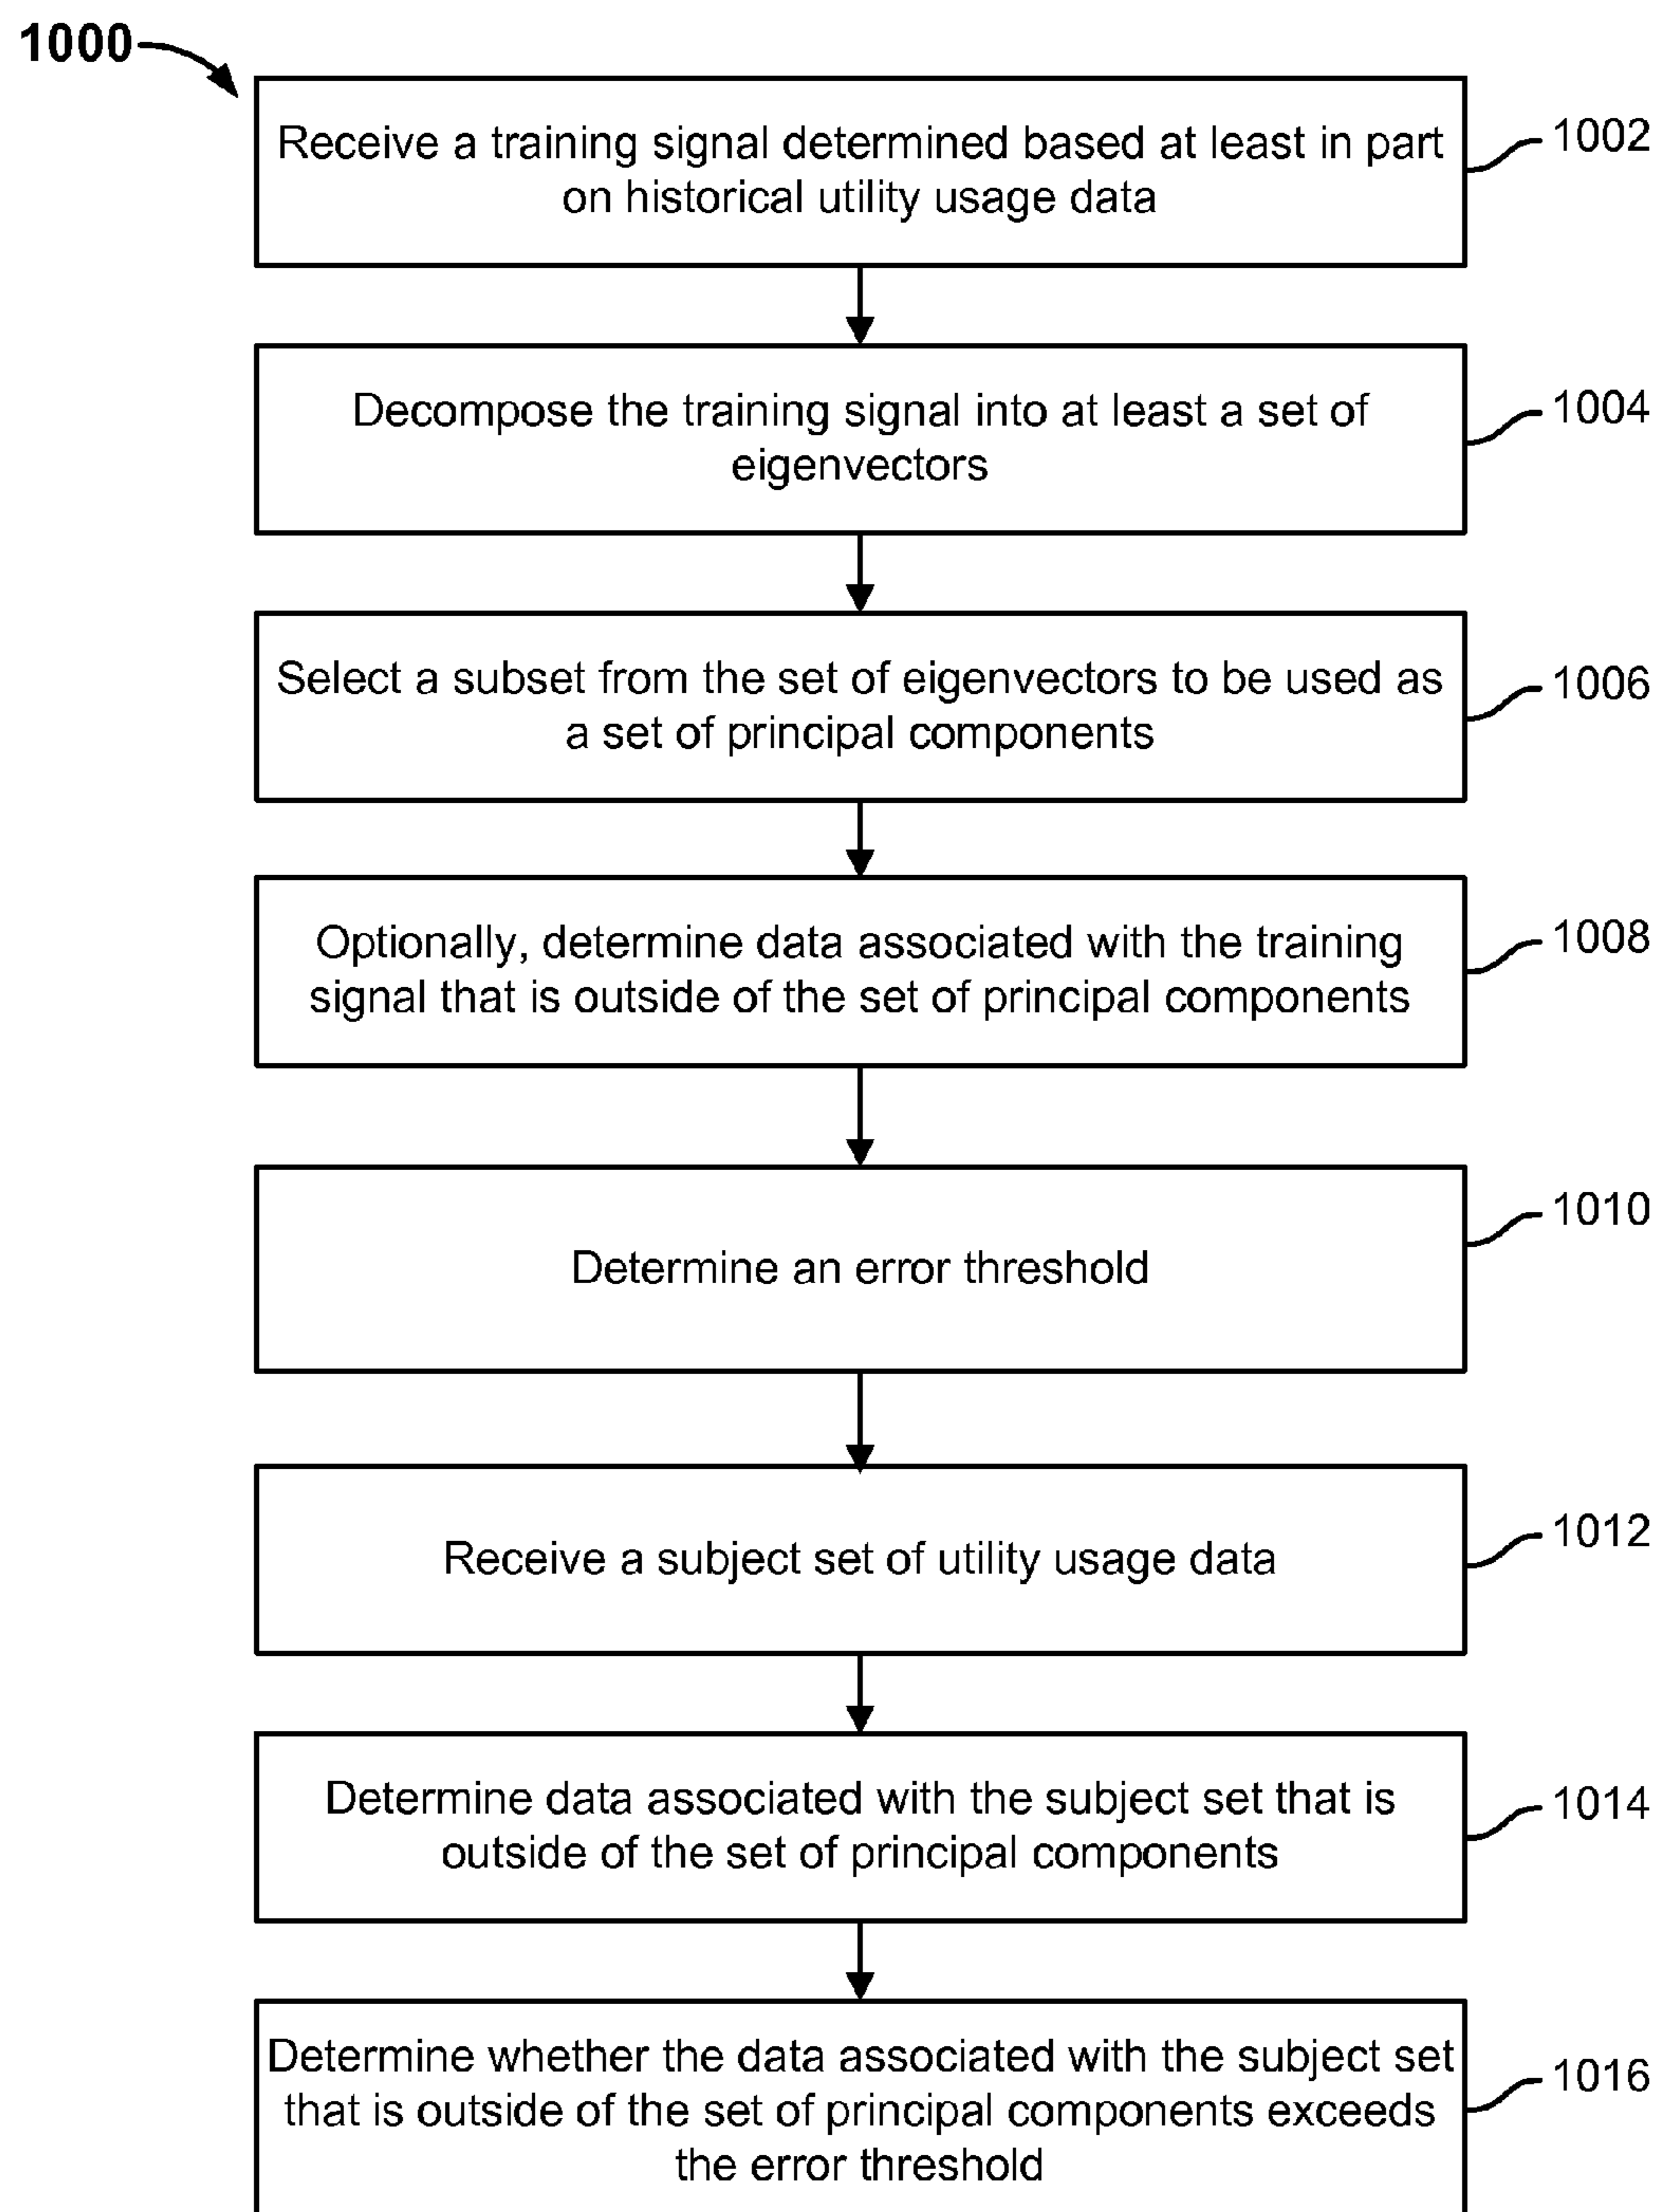 1000
Receive a training signal determined based at least in part
on historical utility usage data
1002
Decompose the training signal into at least a set of
eigenvectors
1004
Select a subset from the set of eigenvectors to be used as
a set of principal components
1006
Optionally, determine data associated with the training
signal that is outside of the set of principal components
1008
Determine an error threshold
1010
Receive a subject set of utility usage data
1012
Determine data associated with the subject set that is
outside of the set of principal components
1014
Determine whether the data associated with the subject set
that is outside of the set of principal components exceeds
the error threshold
1016